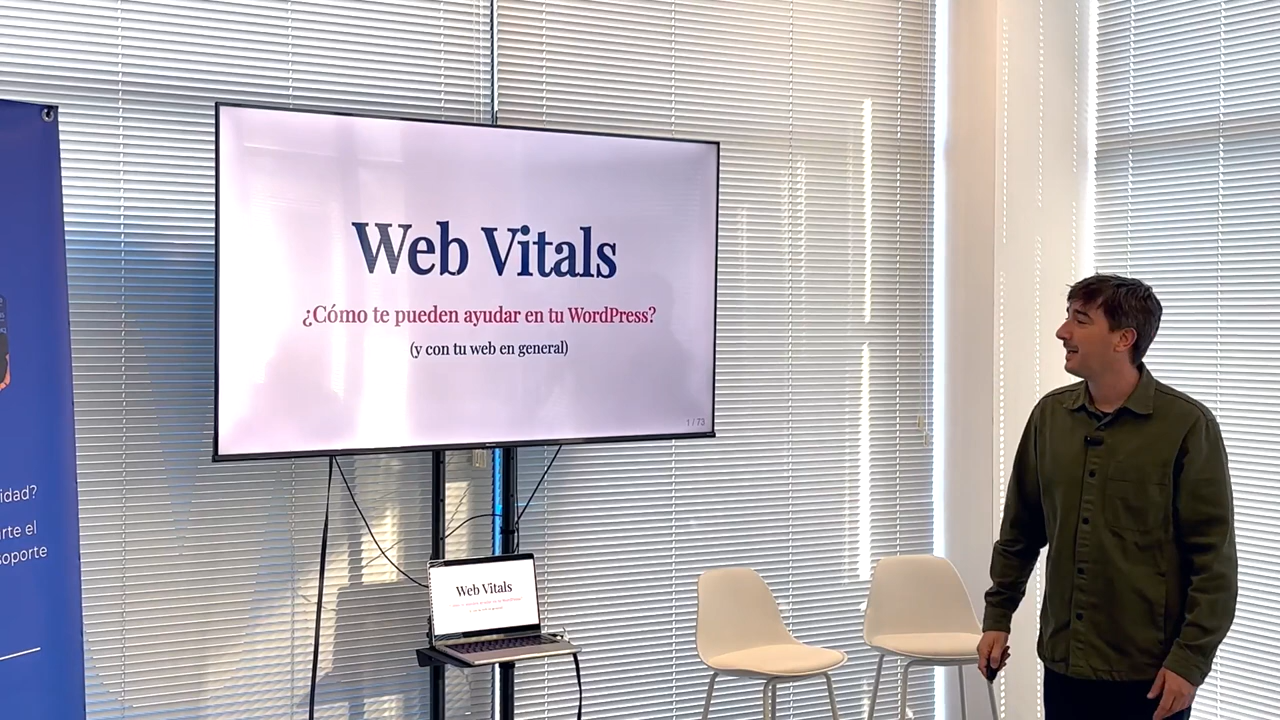 Web Vitals
¿Cómo te pueden ayudar en tu WordPress?
(y con tu web en general)
1 / 73
idad?
rte el
soporte
Web Vitals